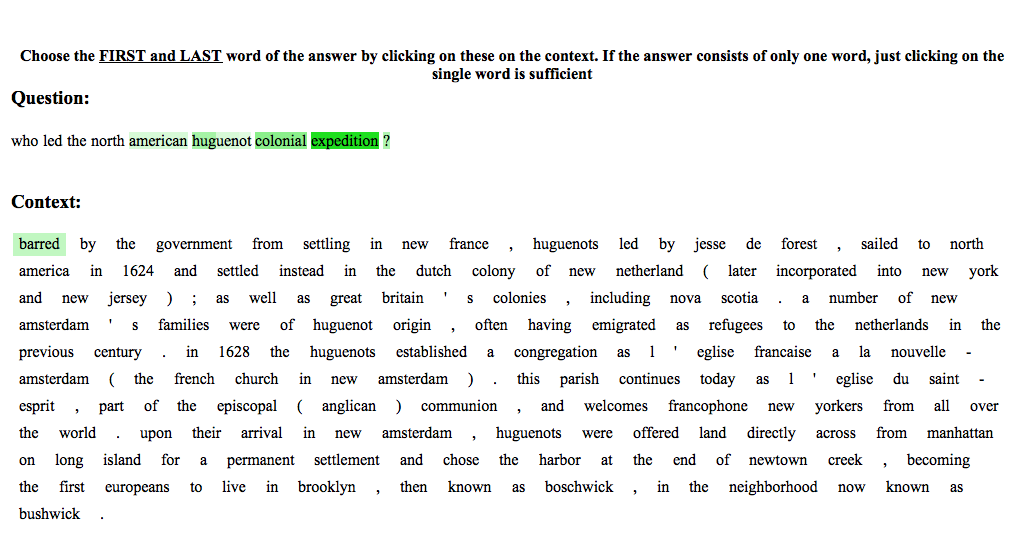 Choose the FIRST and LAST word of the answer by clicking on these on the context. If the answer consists of only one word, just clicking on the
single word is sufficient
Question:
who led the north american huguenot colonial expedition ?
Context:
barred by the government from settling in new france , huguenots led by jesse de forest , sailed to north
america in 1624 and settled instead in the dutch colony of new netherland ( later incorporated into new york
and new jersey ) ; as well as great britain ' s colonies , including nova scotia . a number of new
amsterdam ' s families were of huguenot origin , often having emigrated as refugees to the netherlands in the
previous century . in 1628 the huguenots established a congregation as l ' eglise francaise a la nouvelle -
amsterdam ( the french church in new amsterdam ) . this parish continues today as l ' eglise du saint -
esprit , part of the episcopal ( anglican ) communion , and welcomes francophone new yorkers from all over
the world . upon their arrival in new amsterdam , huguenots were offered land directly across from manhattan
on long island for a permanent settlement and chose the harbor at the end of newtown creek , becoming
the first europeans to live in brooklyn , then known as boschwick , in the neighborhood now known as
bushwick .